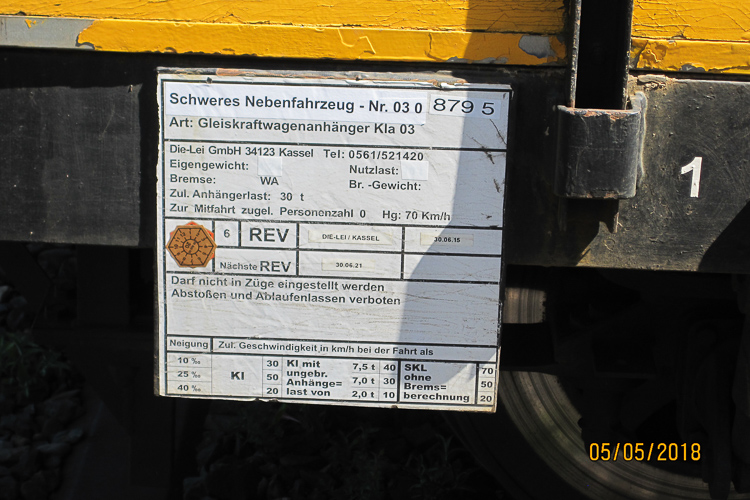 Schweres Nebenfahrzeug - Nr. 03 0 879 5
Art: Gleiskraftwagenanhänger Kla 03
Die-Lei GmbH 34123 Kassel Tel: 0561/521420
Eigengewicht: Nutzlast:
Bremse: WA Br. -Gewicht:
Zul. Anhängerlast: 30 t
Zur Mitfahrt zugel. Personenzahl 0 Hg: 70 Km/h
6 REV DIE-LEI / KASSEL 30.06.15
Nächste REV 30.06.21
Darf nicht in Züge eingestellt werden
Abstoßen und Ablaufenlassen verboten
Neigung Zul. Geschwindigkeit in km/h bei der Fahrt als
10 ‰ 30 Kl mit 7,5 t 40 SKL 70
ungebr. ohne
25 ‰ Kl 50 Anhänge= 7,0 t 30 Brems= 50
40 ‰ 20 last von 2,0 t 10 berechnung 20
1
05/05/2018